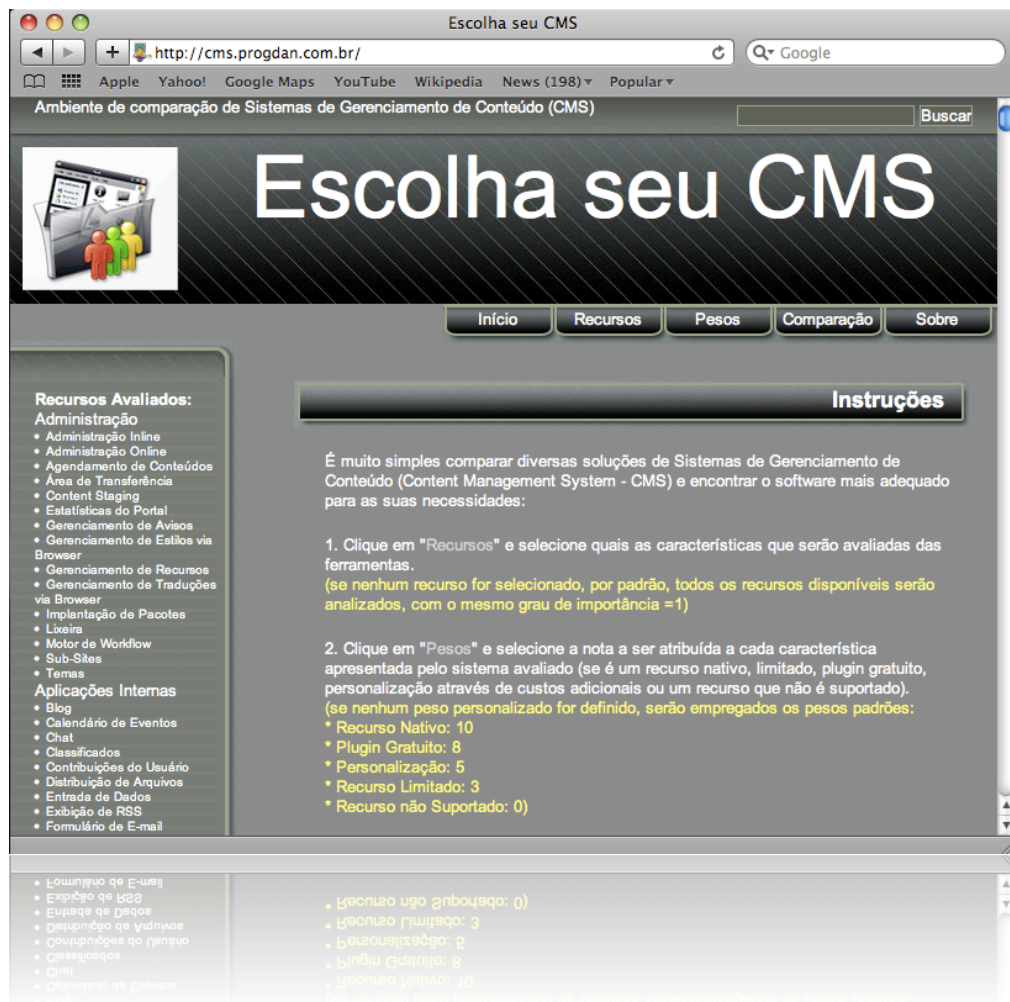 Escolha seu CMS
http://cms.progdan.com.br/
Google
Apple Yahoo! Google Maps YouTube Wikipedia News (198) Popular
Ambiente de comparação de Sistemas de Gerenciamento de Conteúdo (CMS)
Buscar
Escolha seu CMS
Início Recursos Pesos Comparação Sobre
Recursos Avaliados:
Administração
• Administração Inline
• Administração Online
• Agendamento de Conteúdos
• Área de Transferência
• Content Staging
• Estatísticas do Portal
• Gerenciamento de Avisos
• Gerenciamento de Estilos via
Browser
• Gerenciamento de Recursos
• Gerenciamento de Traduções
via Browser
• Implantação de Pacotes
• Lixeira
• Motor de Workflow
• Sub-Sites
• Temas
Aplicações Internas
• Blog
• Calendário de Eventos
• Chat
• Classificados
• Contribuições do Usuário
• Distribuição de Arquivos
• Entrada de Dados
• Exibição de RSS
• Formulário de E-mail
Instruções
É muito simples comparar diversas soluções de Sistemas de Gerenciamento de
Conteúdo (Content Management System - CMS) e encontrar o software mais adequado
para as suas necessidades:
1. Clique em "Recursos" e selecione quais as características que serão avaliadas das
ferramentas.
(se nenhum recurso for selecionado, por padrão, todos os recursos disponíveis serão
analizados, com o mesmo grau de importância =1)
2. Clique em "Pesos" e selecione a nota a ser atribuída a cada característica
apresentada pelo sistema avaliado (se é um recurso nativo, limitado, plugin gratuito,
personalização através de custos adicionais ou um recurso que não é suportado).
(se nenhum peso personalizado for definido, serão empregados os pesos padrões:
* Recurso Nativo: 10
* Plugin Gratuito: 8
* Personalização: 5
* Recurso Limitado: 3
* Recurso não Suportado: 0)